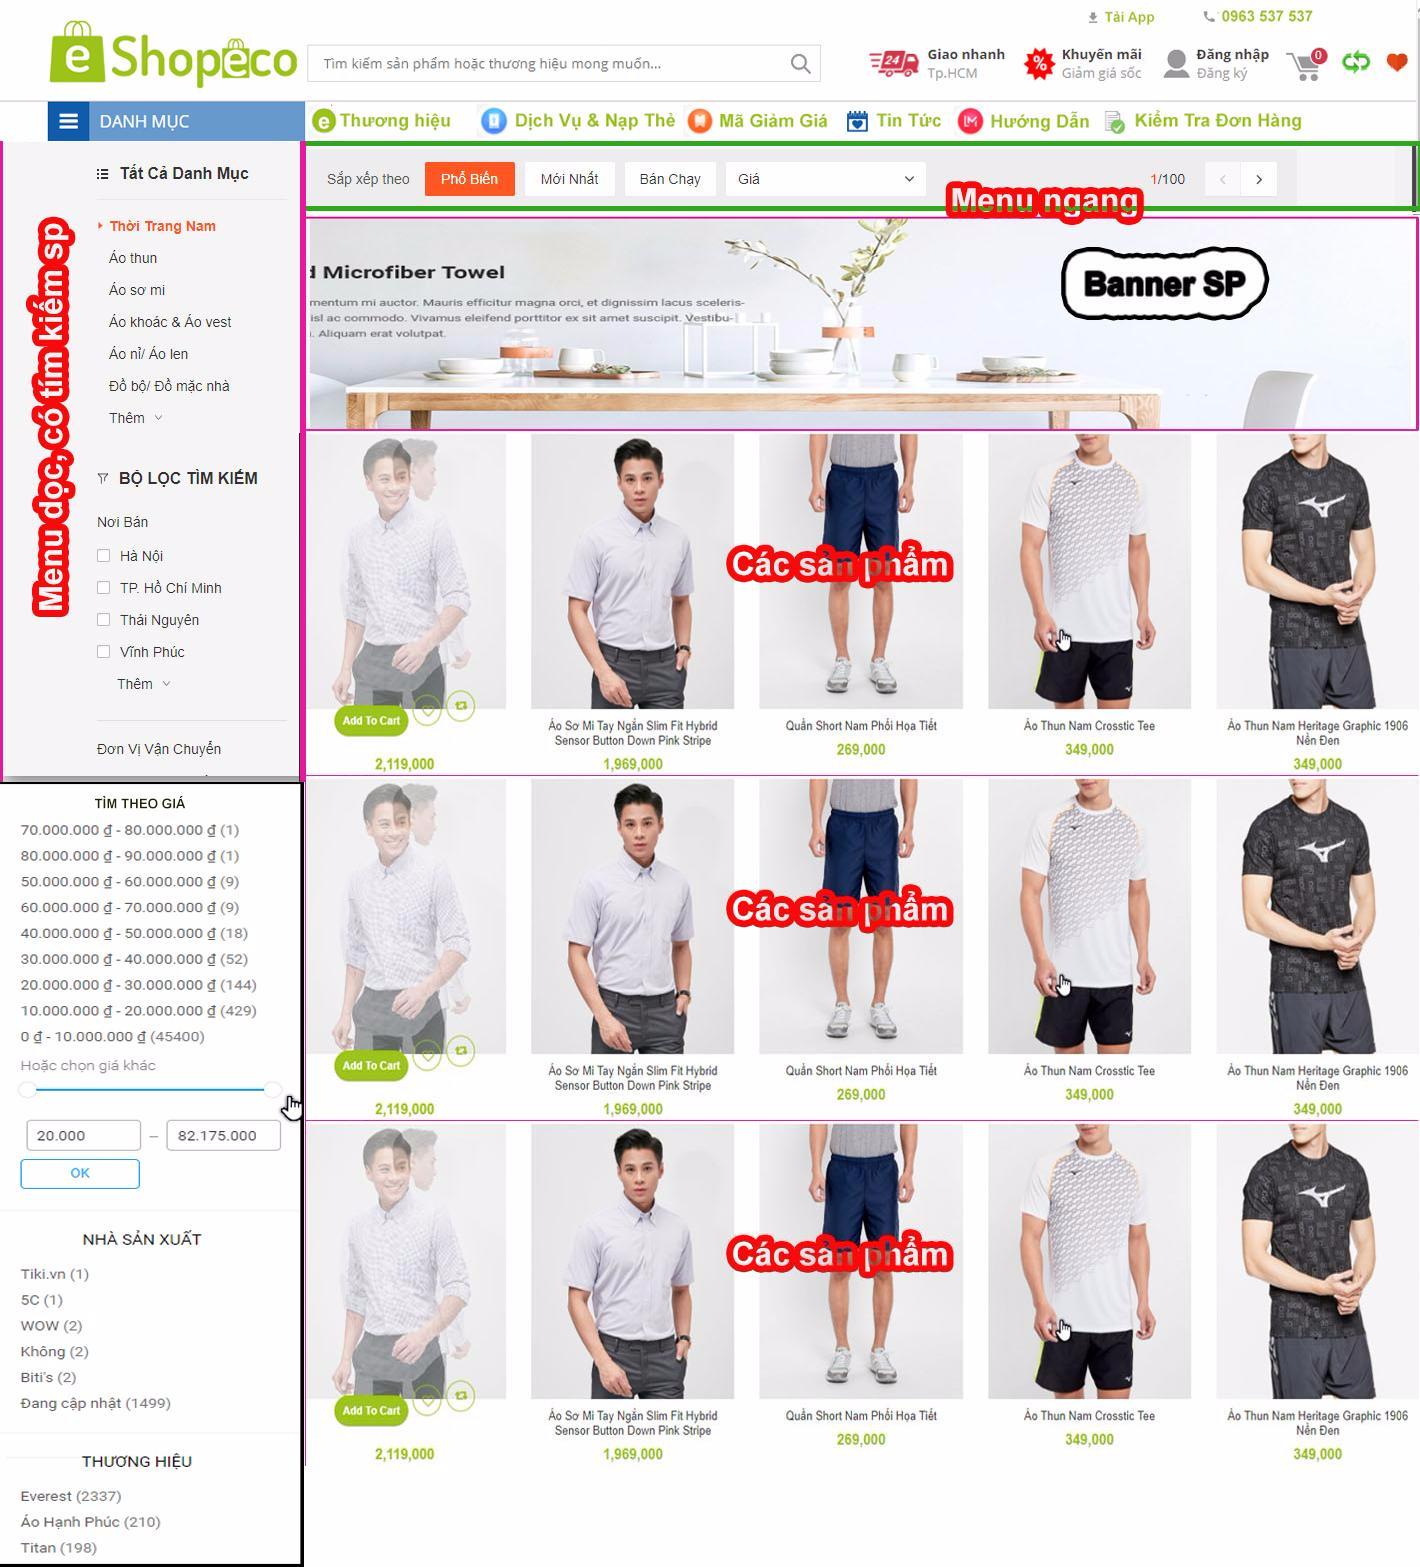 Tải App
0963 537 537
eShopeco
Tìm kiếm sản phẩm hoặc thương hiệu mong muốn...
24
Giao nhanh
Tp.HCM
%
Khuyến mãi
Giảm giá sốc
Đăng nhập
Đăng ký
0
DANH MỤC
Thương hiệu
Dịch Vụ & Nạp Thẻ
Mã Giảm Giá
Tin Tức
Hướng Dẫn
Kiểm Tra Đơn Hàng
Sắp xếp theo
Phổ Biến
Mới Nhất
Bán Chạy
Giá
1/100
Menu ngang
Menu dọc,có tím kiếm sp
Tất Cả Danh Mục
Thời Trang Nam
Áo thun
Áo sơ mi
Áo khoác & Áo vest
Áo nỉ/ Áo len
Đồ bộ/ Đồ mặc nhà
Thêm
BỘ LỌC TÌM KIẾM
Nơi Bán
Hà Nội
TP. Hồ Chí Minh
Thái Nguyên
Vĩnh Phúc
Thêm
Đơn Vị Vận Chuyển
d Microfiber Towel
mentum mi auctor. Mauris efficitur magna orci, et dignissim lacus sceleris-
isl ac commodo. Vivamus eleifend porttitor ex sit amet suscipit. Vestibu-
. Aliquam erat volutpat.
Banner SP
Các sản phẩm
Add To Cart
2,119,000
Áo Sơ Mi Tay Ngắn Slim Fit Hybrid
Sensor Button Down Pink Stripe
1,969,000
Quần Short Nam Phối Họa Tiết
269,000
Áo Thun Nam Crosstic Tee
349,000
Áo Thun Nam Heritage Graphic 1906
Nền Đen
349,000
Các sản phẩm
Add To Cart
2,119,000
Áo Sơ Mi Tay Ngắn Slim Fit Hybrid
Sensor Button Down Pink Stripe
1,969,000
Quần Short Nam Phối Họa Tiết
269,000
Áo Thun Nam Crosstic Tee
349,000
Áo Thun Nam Heritage Graphic 1906
Nền Đen
349,000
Các sản phẩm
Add To Cart
2,119,000
Áo Sơ Mi Tay Ngắn Slim Fit Hybrid
Sensor Button Down Pink Stripe
1,969,000
Quần Short Nam Phối Họa Tiết
269,000
Áo Thun Nam Crosstic Tee
349,000
Áo Thun Nam Heritage Graphic 1906
Nền Đen
349,000
TÌM THEO GIÁ
70.000.000 ₫ - 80.000.000 ₫ (1)
80.000.000 ₫ - 90.000.000 ₫ (1)
50.000.000 ₫ - 60.000.000 ₫ (9)
60.000.000 ₫ - 70.000.000 ₫ (9)
40.000.000 ₫ - 50.000.000 ₫ (18)
30.000.000 ₫ - 40.000.000 ₫ (52)
20.000.000 ₫ - 30.000.000 ₫ (144)
10.000.000 ₫ - 20.000.000 ₫ (429)
0 ₫ - 10.000.000 ₫ (45400)
Hoặc chọn giá khác
20.000 – 82.175.000
OK
NHÀ SẢN XUẤT
Tiki.vn (1)
5C (1)
WOW (2)
Không (2)
Biti's (2)
Đang cập nhật (1499)
THƯƠNG HIỆU
Everest (2337)
Áo Hạnh Phúc (210)
Titan (198)